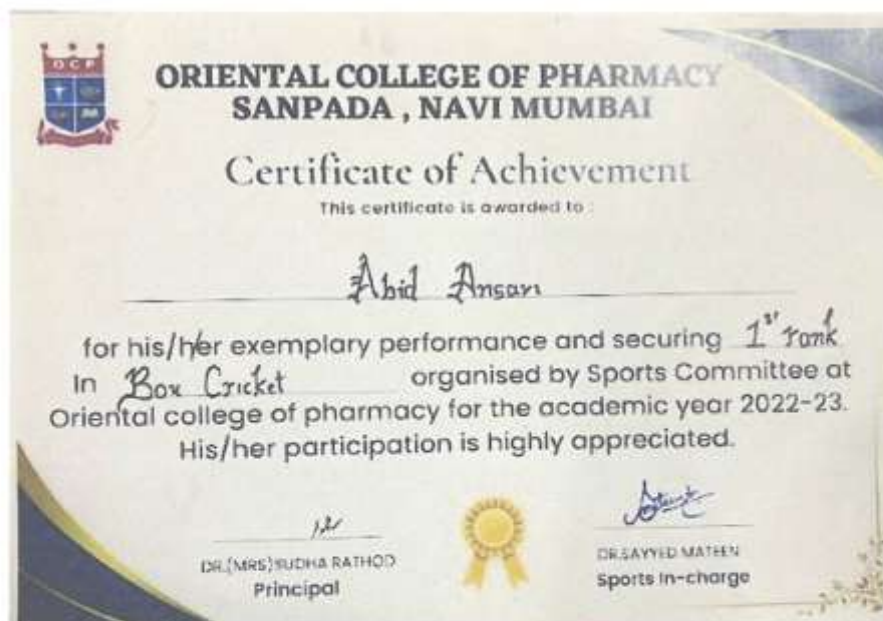 OCP
ORIENTAL COLLEGE OF PHARMACY
SANPADA , NAVI MUMBAI
Certificate of Achievement
This certificate is awarded to :
Abid Ansari
for his/her exemplary performance and securing 1st rank
In Box Cricket organised by Sports Committee at
Oriental college of pharmacy for the academic year 2022-23.
His/her participation is highly appreciated.
DR.(MRS)SUDHA RATHOD
Principal
DR.SAYYED MATEEN
Sports In-charge